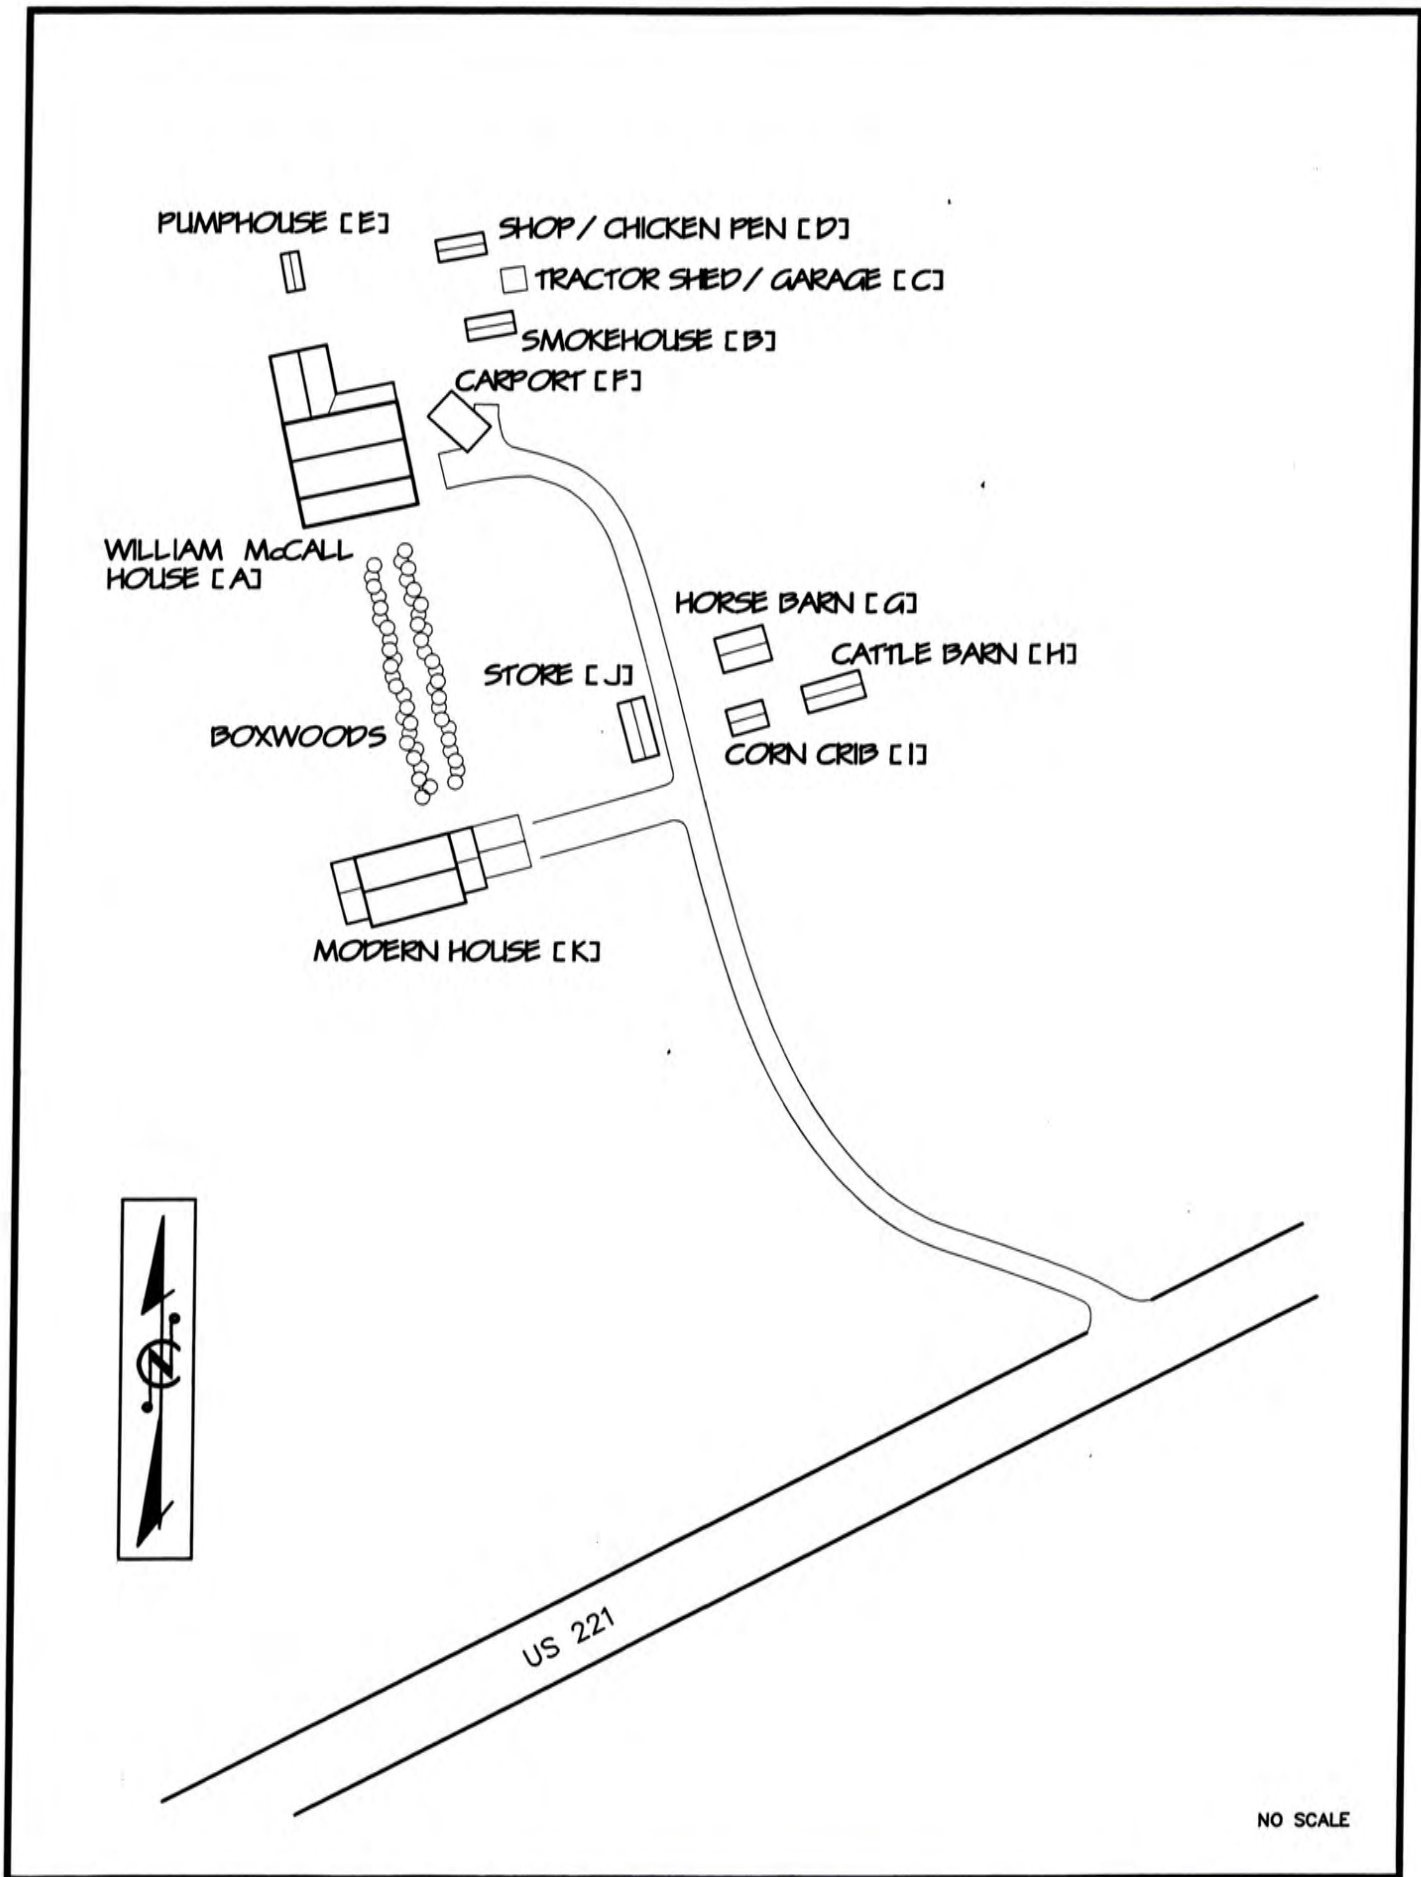 PUMPHOUSE [E]
SHOP / CHICKEN PEN [D]
TRACTOR SHED / GARAGE [C]
SMOKEHOUSE [B]
CARPORT [F]
WILLIAM McCALL
HOUSE [A]
HORSE BARN [G]
CATTLE BARN [H]
STORE [J]
BOXWOODS
CORN CRIB [I]
MODERN HOUSE [K]
N
US 221
NO SCALE